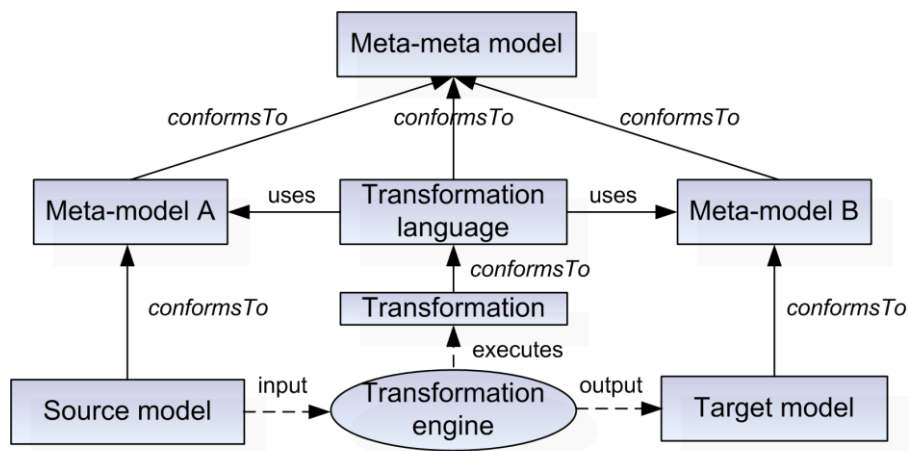 Meta-meta model
conformsTo
conformsTo
conformsTo
Meta-model A
uses
Transformation
language
uses
Meta-model B
conformsTo
conformsTo
Transformation
conformsTo
executes
Source model
input
Transformation
engine
output
Target model